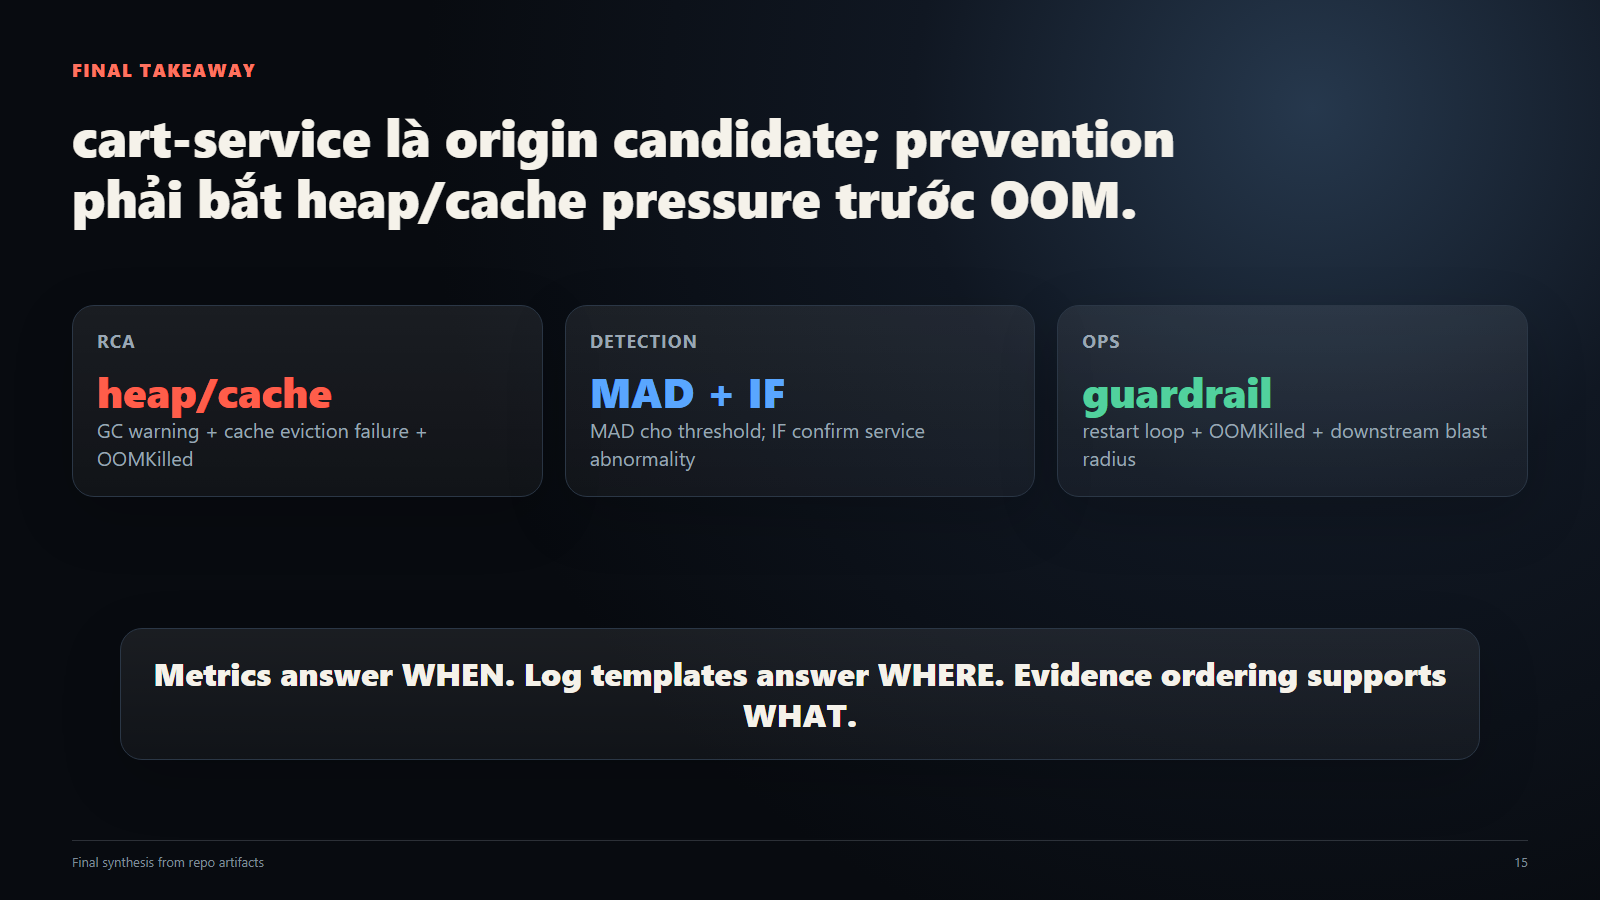 FINAL TAKEAWAY
cart-service là origin candidate; prevention
phải bắt heap/cache pressure trước OOM.
RCA
heap/cache
GC warning + cache eviction failure +
OOMKilled
DETECTION
MAD + IF
MAD cho threshold; IF confirm service
abnormality
OPS
guardrail
restart loop + OOMKilled + downstream blast
radius
Metrics answer WHEN. Log templates answer WHERE. Evidence ordering supports
WHAT.
Final synthesis from repo artifacts
15